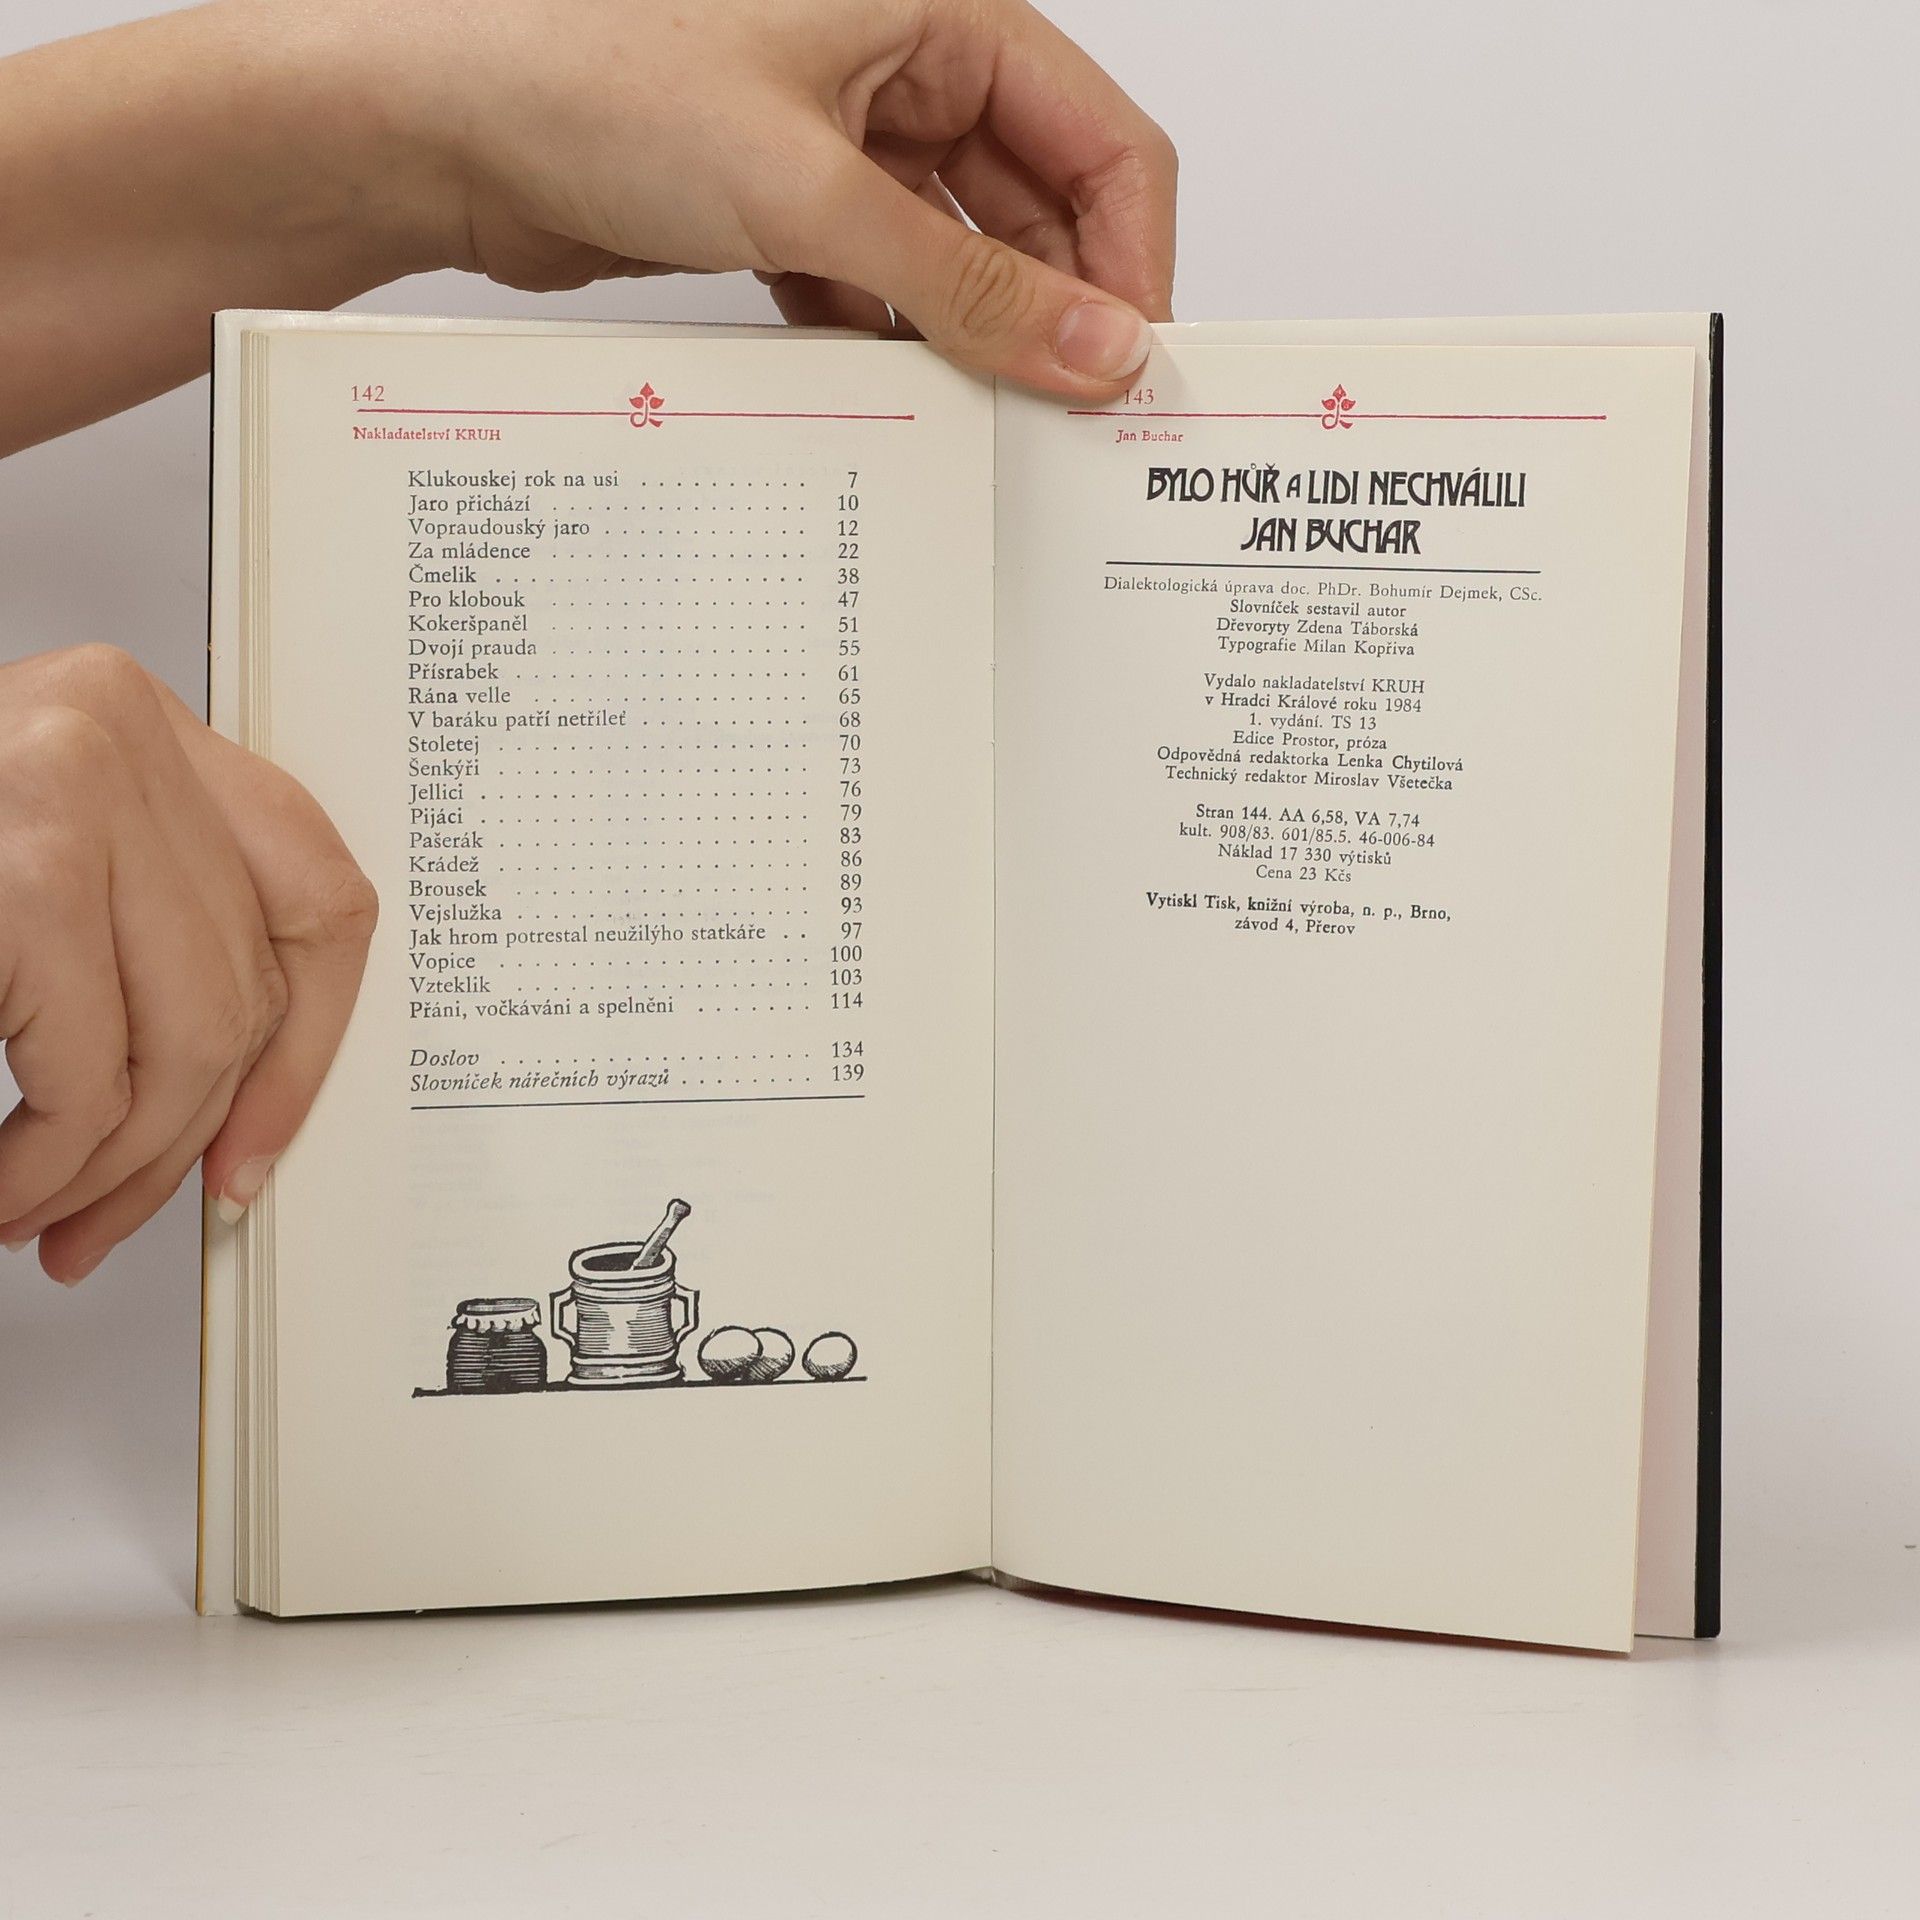 142
Nakladatelství KRUH
Klukouskej rok na usi . . . . . . . . . . 7
Jaro přichází . . . . . . . . . . . . . . . 10
Vopraudouský jaro . . . . . . . . . . . . 12
Za mládence . . . . . . . . . . . . . . . 22
Čmelik . . . . . . . . . . . . . . . . . . 38
Pro klobouk . . . . . . . . . . . . . . . 47
Kokeršpaněl . . . . . . . . . . . . . . . 51
Dvojí prauda . . . . . . . . . . . . . . . 55
Přísrabek . . . . . . . . . . . . . . . . . 61
Rána velle . . . . . . . . . . . . . . . . 65
V baráku patří netříleť . . . . . . . . . . 68
Stoletej . . . . . . . . . . . . . . . . . . 70
Šenkýři . . . . . . . . . . . . . . . . . . 73
Jellici . . . . . . . . . . . . . . . . . . . 76
Pijáci . . . . . . . . . . . . . . . . . . . 79
Pašerák . . . . . . . . . . . . . . . . . . 83
Krádež . . . . . . . . . . . . . . . . . . 86
Brousek . . . . . . . . . . . . . . . . . 89
Vejslužka . . . . . . . . . . . . . . . . . 93
Jak hrom potrestal neužilýho statkáře . . 97
Vopice . . . . . . . . . . . . . . . . . . 100
Vzteklik . . . . . . . . . . . . . . . . . 103
Přáni, vočkáváni a spelněni . . . . . . . 114
Doslov . . . . . . . . . . . . . . . . . . 134
Slovníček nářečních výrazů . . . . . . . . 139
143
Jan Buchar
BYLO HŮŘ A LIDI NECHVÁLILI
JAN BUCHAR
Dialektologická úprava doc. PhDr. Bohumír Dejmek, CSc.
Slovníček sestavil autor
Dřevoryty Zdena Táborská
Typografie Milan Kopřiva
Vydalo nakladatelství KRUH
v Hradci Králové roku 1984
1. vydání. TS 13
Edice Prostor, próza
Odpovědná redaktorka Lenka Chytilová
Technický redaktor Miroslav Všetečka
Stran 144. AA 6,58, VA 7,74
kult. 908/83. 601/85.5. 46-006-84
Náklad 17 330 výtisků
Cena 23 Kčs
Vytiskl Tisk, knižní výroba, n. p., Brno,
závod 4, Přerov